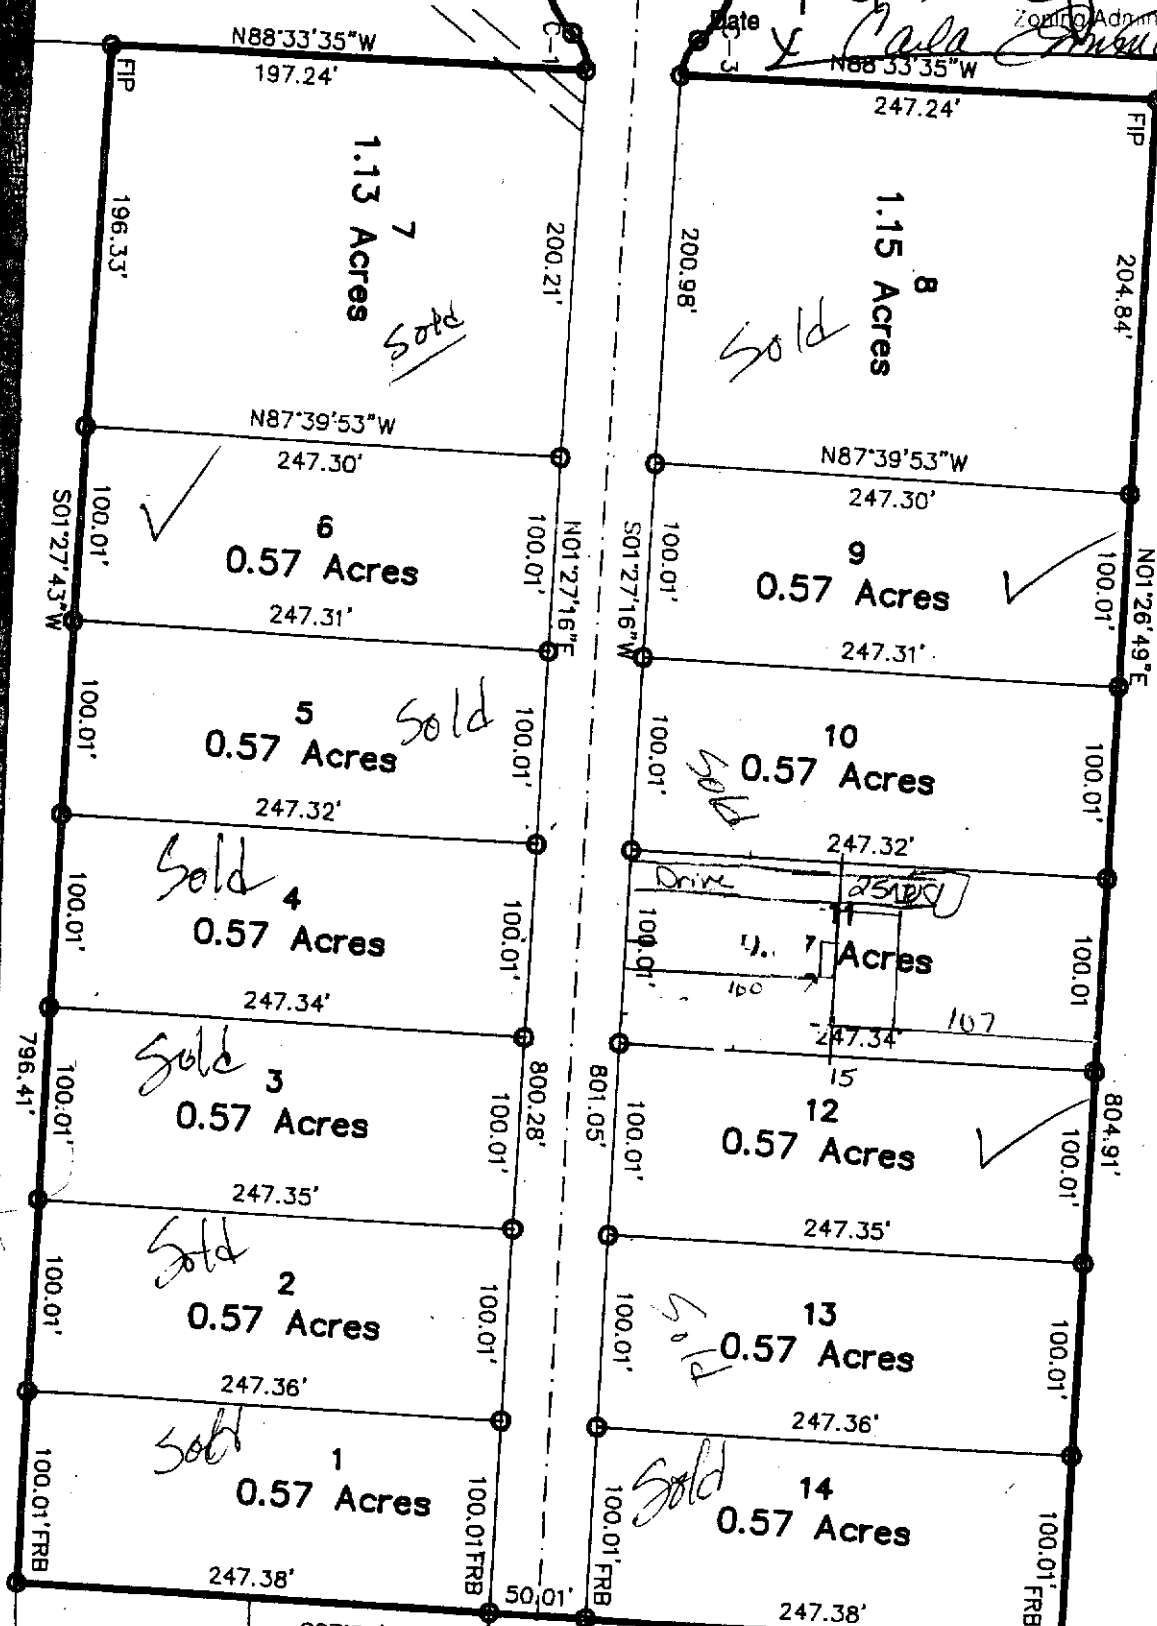 Date
Zoning Admin
X Carla
C-1
C-3
N88°33'35"W
197.24'
N88°33'35"W
247.24'
FIP
FIP
196.33'
7
1.13 Acres
Sold
200.21'
200.98'
8
1.15 Acres
Sold
204.84'
N87°39'53"W
247.30'
N87°39'53"W
247.30'
S01°27'43"W
100.01'
6
0.57 Acres
100.01'
N01°27'16"E
S01°27'16"W
100.01'
9
0.57 Acres
100.01'
N01°26'49"E
247.31'
247.31'
100.01'
5
0.57 Acres
Sold
100.01'
100.01'
Sold
10
0.57 Acres
100.01'
247.32'
247.32'
100.01'
Sold
4
0.57 Acres
100.01'
100.01'
Drive
11
Acres
160
107
100.01
247.34'
247.34'
15
796.41'
100.01'
Sold
3
0.57 Acres
100.01'
800.28'
801.05'
100.01'
12
0.57 Acres
100.01'
804.91'
247.35'
247.35'
100.01'
Sold
2
0.57 Acres
100.01'
100.01'
Sold
13
0.57 Acres
100.01'
247.36'
247.36'
100.01' FRB
Sold
1
0.57 Acres
100.01' FRB
100.01' FRB
Sold
14
0.57 Acres
100.01' FRB
247.38'
50.01'
247.38'